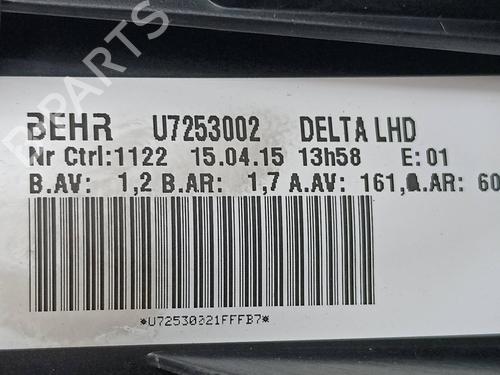 BEHR U7253002 DELTA LHD
Nr Ctrl:1122 15.04.15 13h58 E:01
B.AV: 1,2 B.AR: 1,7 A.AV: 161, A.AR: 60
*U72530021FFFB7*